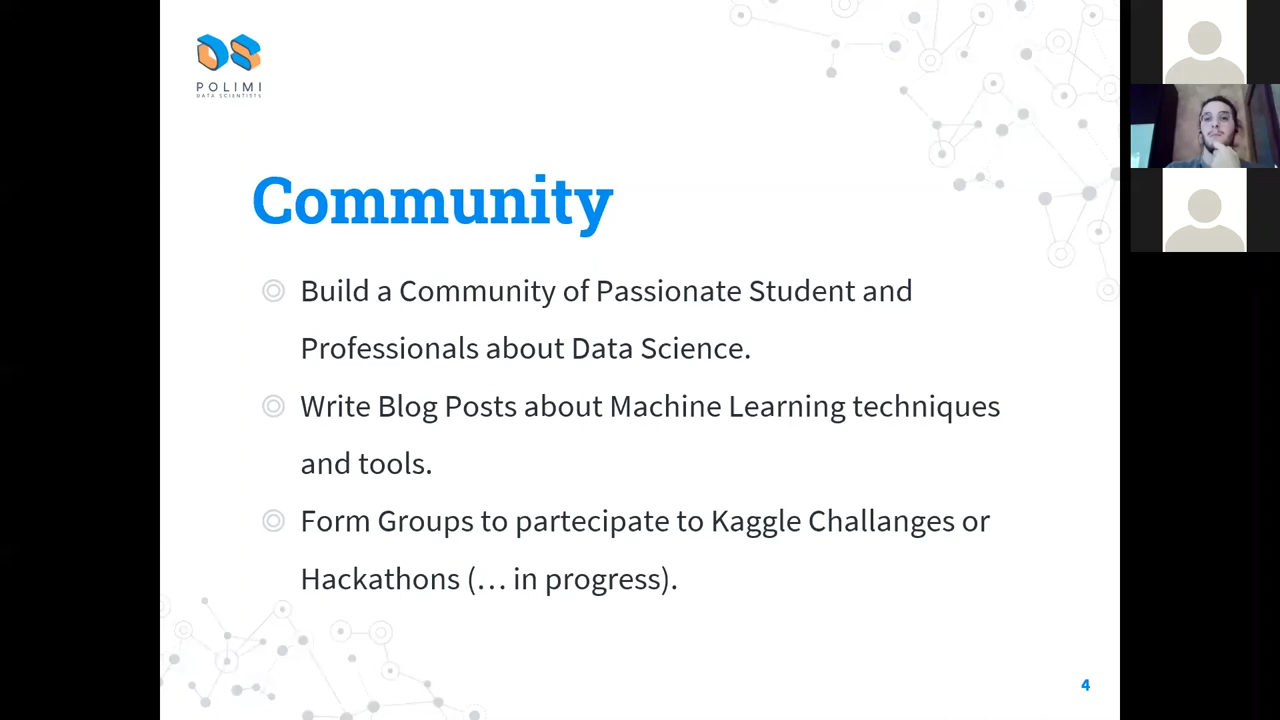 POLIMI
DATA SCIENTISTS
Community
Build a Community of Passionate Student and
Professionals about Data Science.
Write Blog Posts about Machine Learning techniques
and tools.
Form Groups to partecipate to Kaggle Challanges or
Hackathons (… in progress).
4